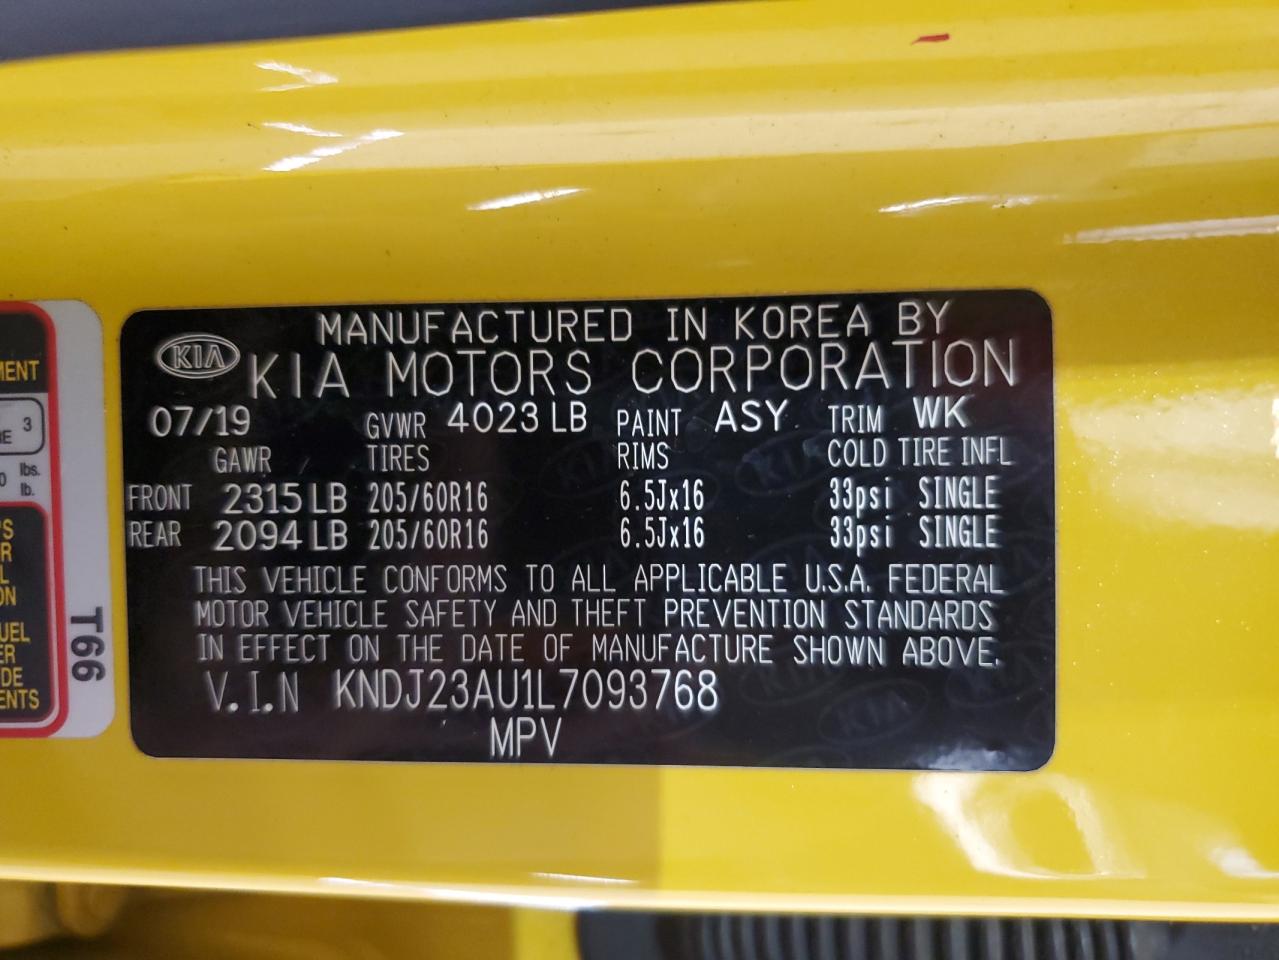 MANUFACTURED IN KOREA BY
KIA KIA MOTORS CORPORATION
07/19 GVWR 4023 LB PAINT ASY TRIM WK
GAWR TIRES RIMS COLD TIRE INFL
FRONT 2315 LB 205/60R16 6.5Jx16 33psi SINGLE
REAR 2094 LB 205/60R16 6.5Jx16 33psi SINGLE
THIS VEHICLE CONFORMS TO ALL APPLICABLE U.S.A. FEDERAL
MOTOR VEHICLE SAFETY AND THEFT PREVENTION STANDARDS
IN EFFECT ON THE DATE OF MANUFACTURE SHOWN ABOVE.
V.I.N KNDJ23AU1L7093768
MPV
T66
3
lbs.
lb.